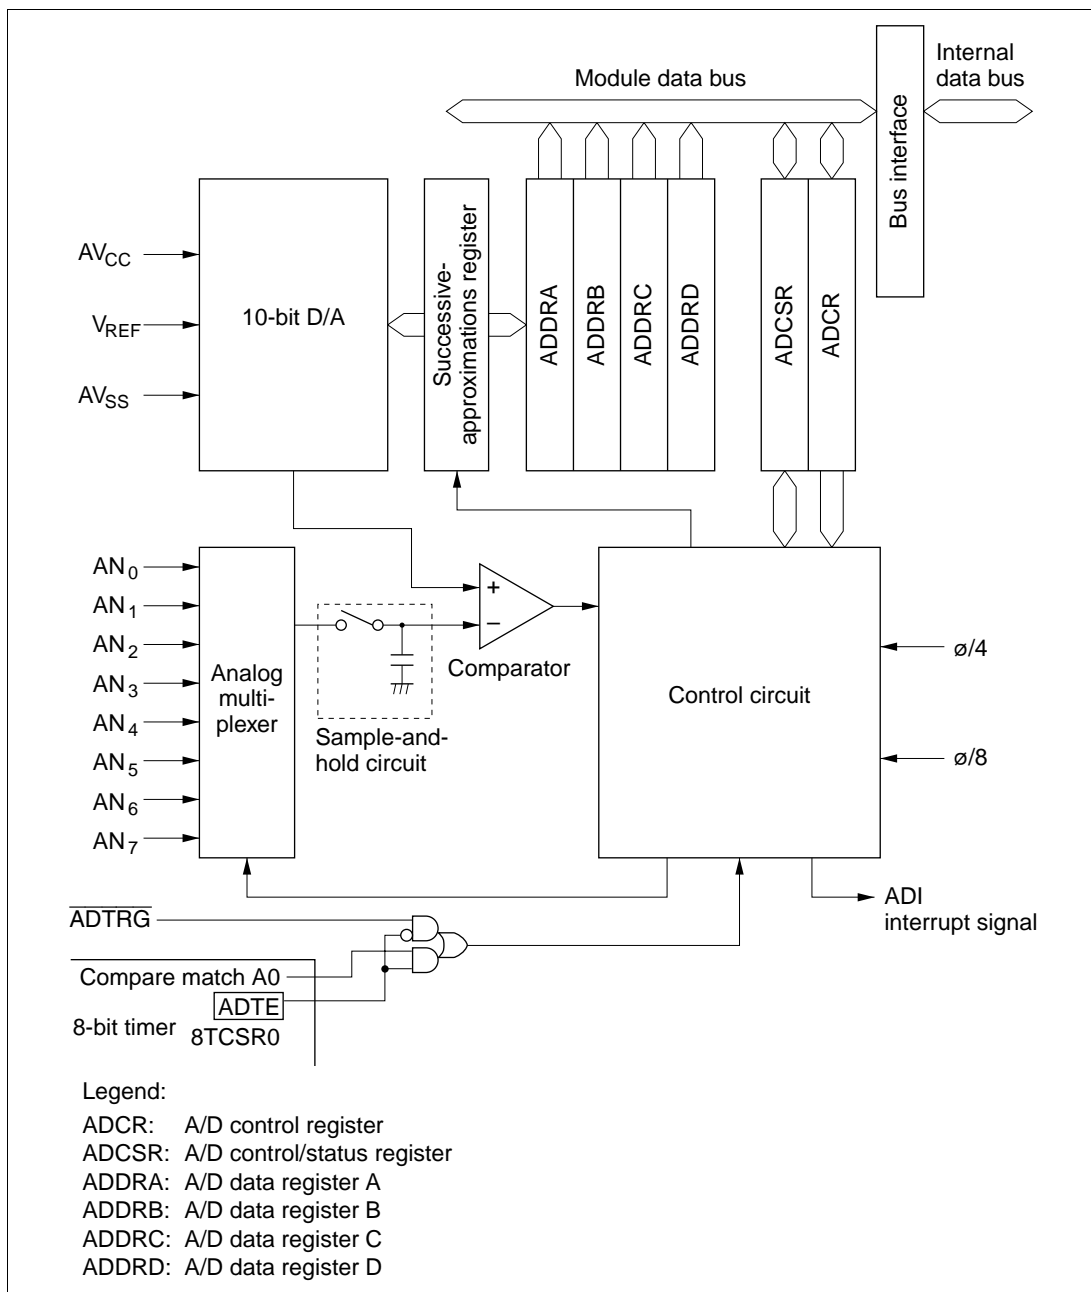 Internal
data bus
Module data bus
Bus interface
AVCC
VREF
AVSS
10-bit D/A
Successive-
approximations register
ADDRA
ADDRB
ADDRC
ADDRD
ADCSR
ADCR
AN0
AN1
AN2
AN3
AN4
AN5
AN6
AN7
Analog
multi-
plexer
+
−
Comparator
Sample-and-
hold circuit
Control circuit
ø/4
ø/8
ADI
interrupt signal
ADTRG
Compare match A0
ADTE
8-bit timer
8TCSR0
Legend:
ADCR: A/D control register
ADCSR: A/D control/status register
ADDRA: A/D data register A
ADDRB: A/D data register B
ADDRC: A/D data register C
ADDRD: A/D data register D